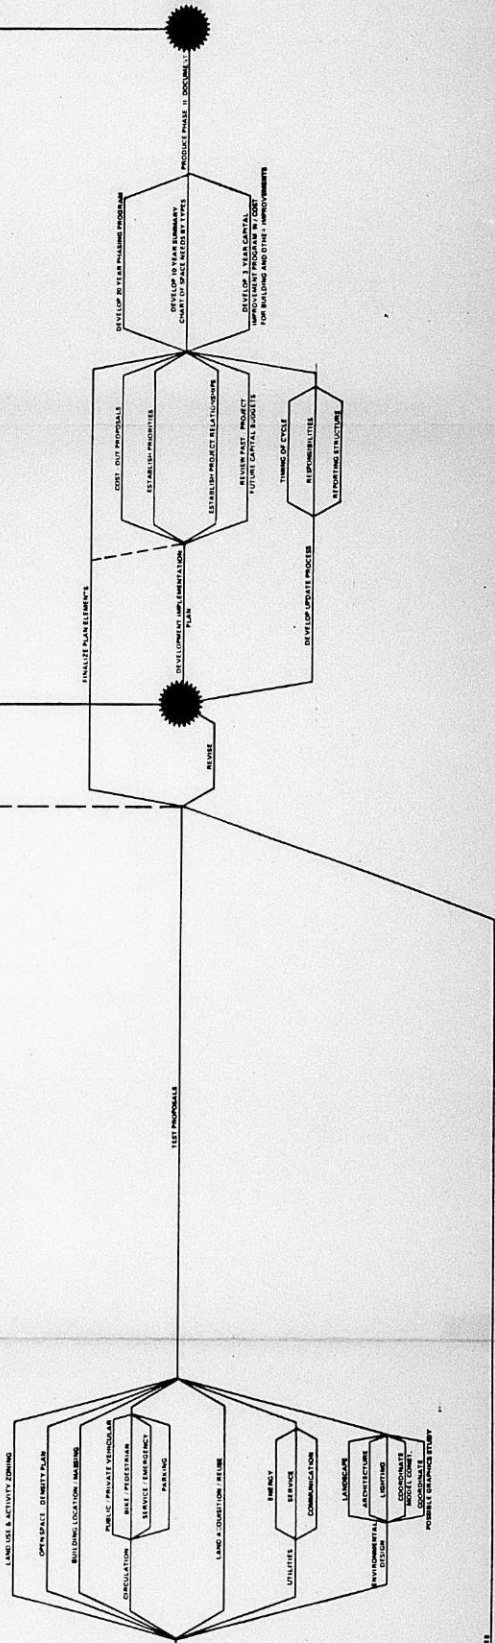 LAND USE & ACTIVITY ZONING
OPEN SPACE - DENSITY PLAN
BUILDING LOCATION / MASSING
PUBLIC / PRIVATE VEHICULAR
CIRCULATION
BIKE / PEDESTRIAN
SERVICE / EMERGENCY
PARKING
LAND ACQUISITION / REUSE
ENERGY
UTILITIES
SERVICE
COMMUNICATION
LANDSCAPE
ARCHITECTURE
ENVIRONMENTAL
DESIGN
LIGHTING
COORDINATE
MODEL CONST.
COORDINATE
POSSIBLE GRAPHICS STUDY
TEST PROPOSALS
REVISE
FINALIZE PLAN ELEMENTS
DEVELOPMENT IMPLEMENTATION
PLAN
DEVELOP UPDATE PROCESS
COST - OUT PROPOSALS
ESTABLISH PRIORITIES
ESTABLISH PROJECT RELATIONSHIPS
REVIEW PAST - PROJECT
FUTURE CAPITAL BUDGETS
TIMING OF CYCLE
RESPONSIBILITIES
REPORTING STRUCTURE
DEVELOP 20 YEAR PHASING PROGRAM
DEVELOP 10 YEAR SUMMARY
CHART OF SPACE NEEDS BY TYPES
DEVELOP 3 YEAR CAPITAL
IMPROVEMENT PROGRAM W / COST
FOR BUILDING AND OTHER IMPROVEMENTS
PRODUCE PHASE II DOCUMENT